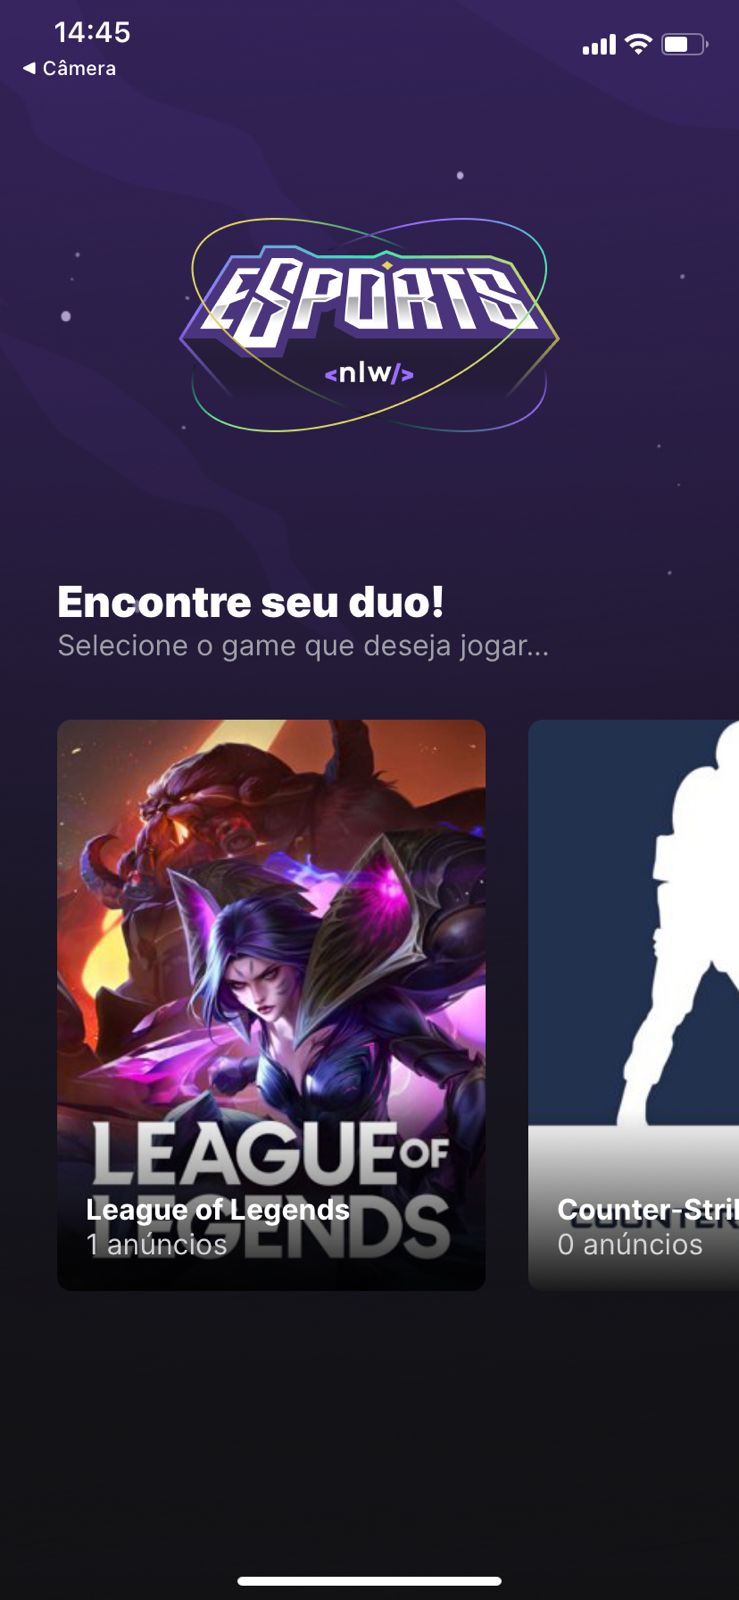 14:45
◀ Câmera
ESPORTS
<nlw/>
Encontre seu duo!
Selecione o game que deseja jogar...
LEAGUE OF
LEGENDS
League of Legends
1 anúncios
COUNTER
Counter-Stri
0 anúncios